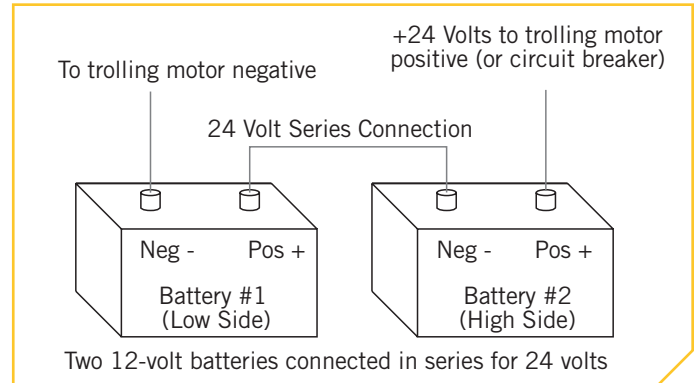 +24 Volts to trolling motor
positive (or circuit breaker)
To trolling motor negative
24 Volt Series Connection
Neg -
Pos +
Battery #1
(Low Side)
Neg -
Pos +
Battery #2
(High Side)
Two 12-volt batteries connected in series for 24 volts